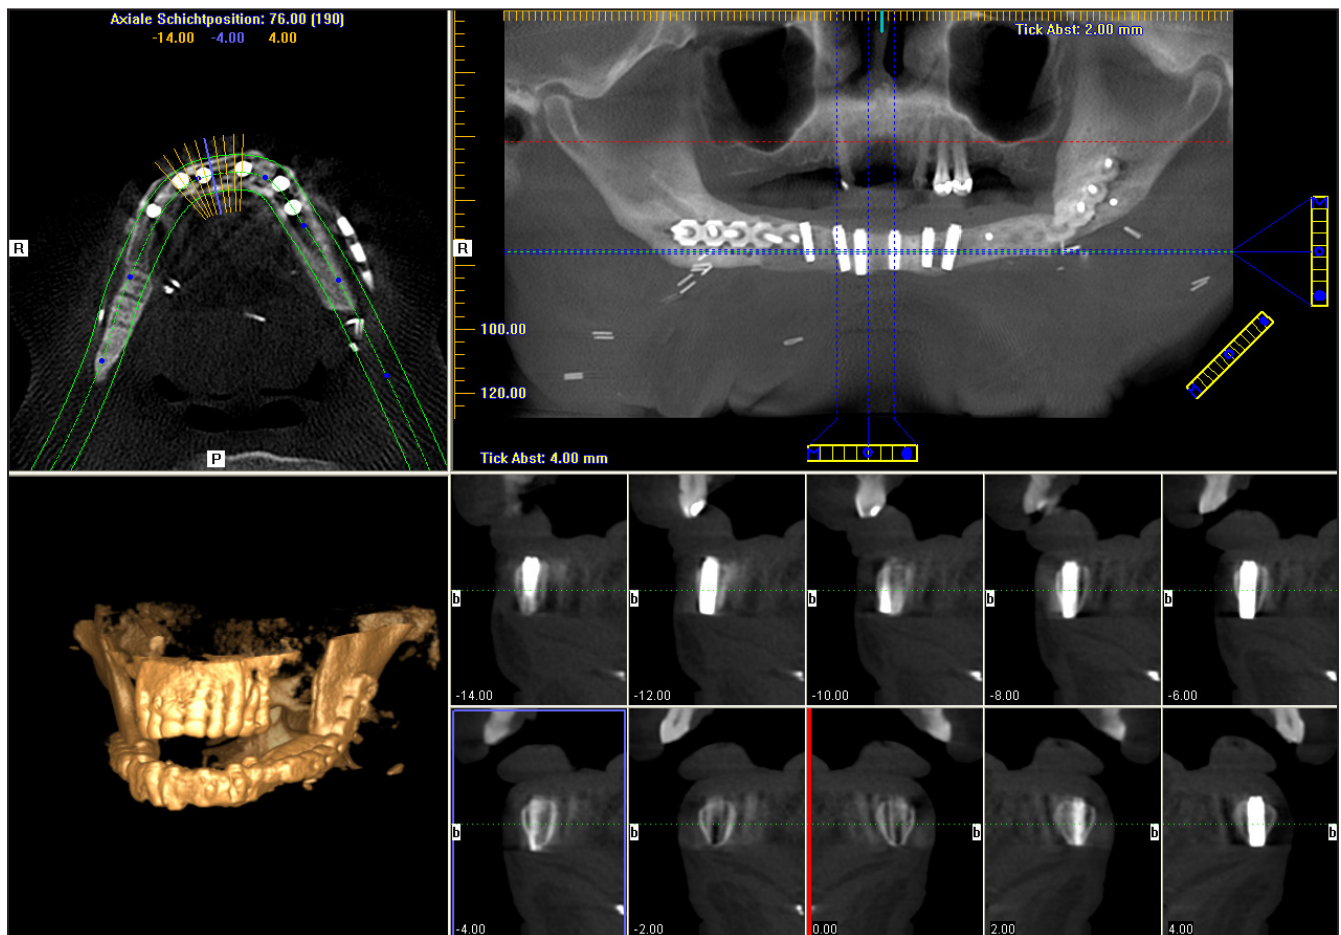 Axiale Schichtposition: 76.00 (190)
-14.00 -4.00 4.00
R
P
Tick Abst: 2.00 mm
R
100.00
120.00
Tick Abst: 4.00 mm
b
-14.00
b
-12.00
b
-10.00
b
-8.00
b
-6.00
b
-4.00
b
-2.00
b
0.00
b
2.00
b
4.00